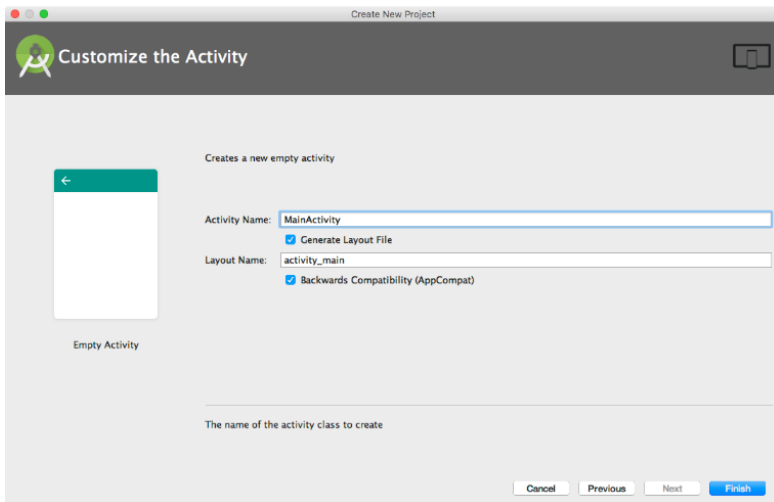 Create New Project
Customize the Activity
Creates a new empty activity
Activity Name: MainActivity
Generate Layout File
Layout Name: activity_main
Backwards Compatibility (AppCompat)
Empty Activity
The name of the activity class to create
Cancel Previous Next Finish